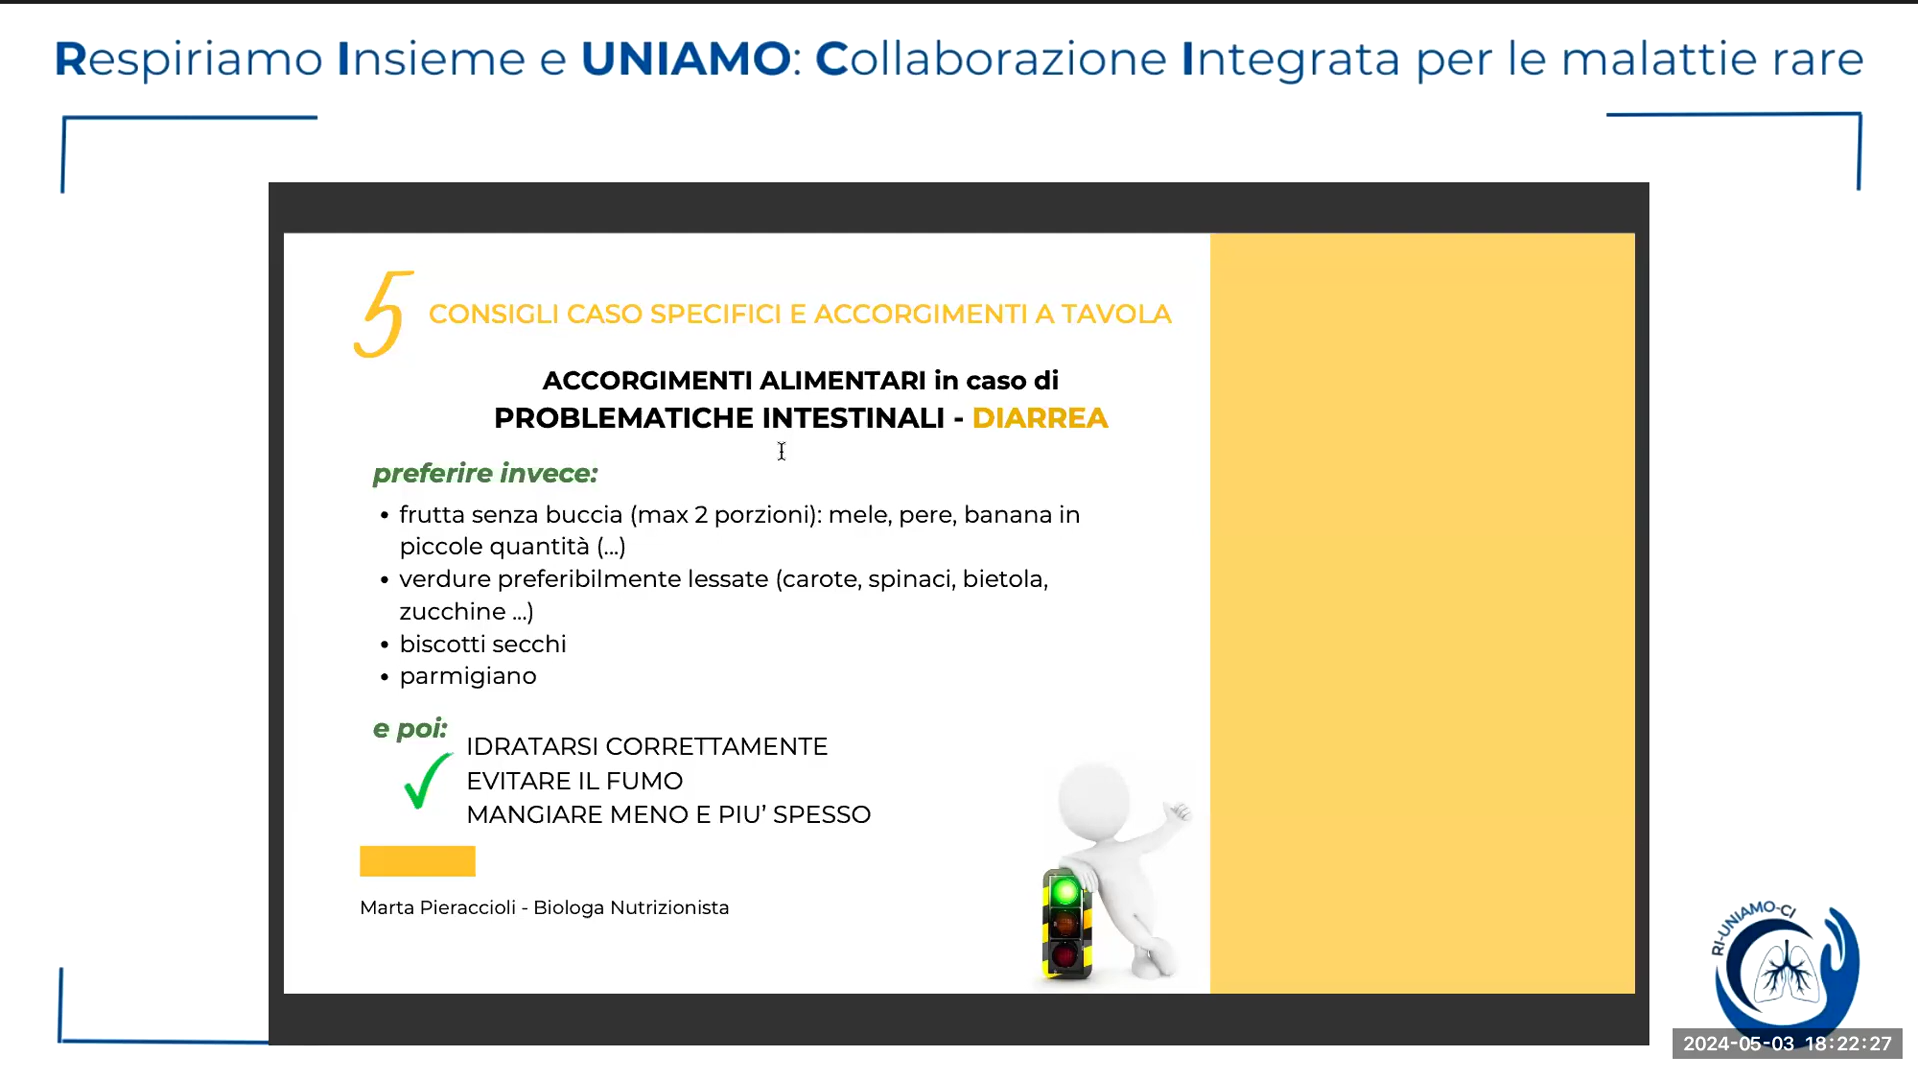 Respiriamo Insieme e UNIAMO: Collaborazione Integrata per le malattie rare
5 CONSIGLI CASO SPECIFICI E ACCORGIMENTI A TAVOLA
ACCORGIMENTI ALIMENTARI in caso di
PROBLEMATICHE INTESTINALI - DIARREA
preferire invece:
• frutta senza buccia (max 2 porzioni): mele, pere, banana in
piccole quantità (...)
• verdure preferibilmente lessate (carote, spinaci, bietola,
zucchine ...)
• biscotti secchi
• parmigiano
e poi:
IDRATARSI CORRETTAMENTE
EVITARE IL FUMO
MANGIARE MENO E PIU’ SPESSO
Marta Pieraccioli - Biologa Nutrizionista
RI-UNIAMO-CI
2024-05-03 18:22:27